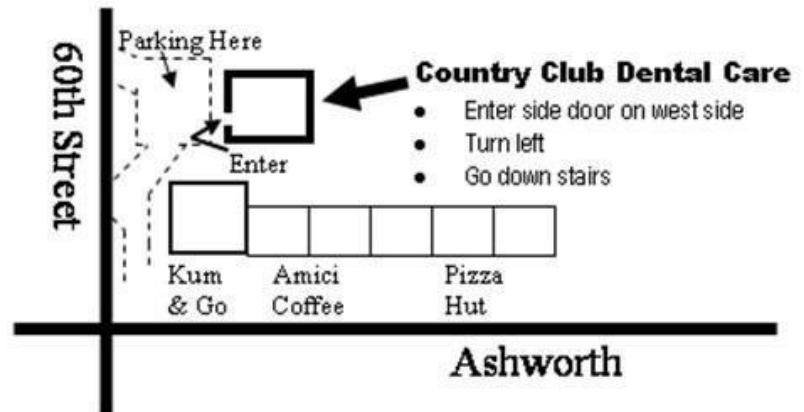 60th Street
Parking Here
Country Club Dental Care
• Enter side door on west side
• Turn left
• Go down stairs
Enter
Kum
& Go
Amici
Coffee
Pizza
Hut
Ashworth